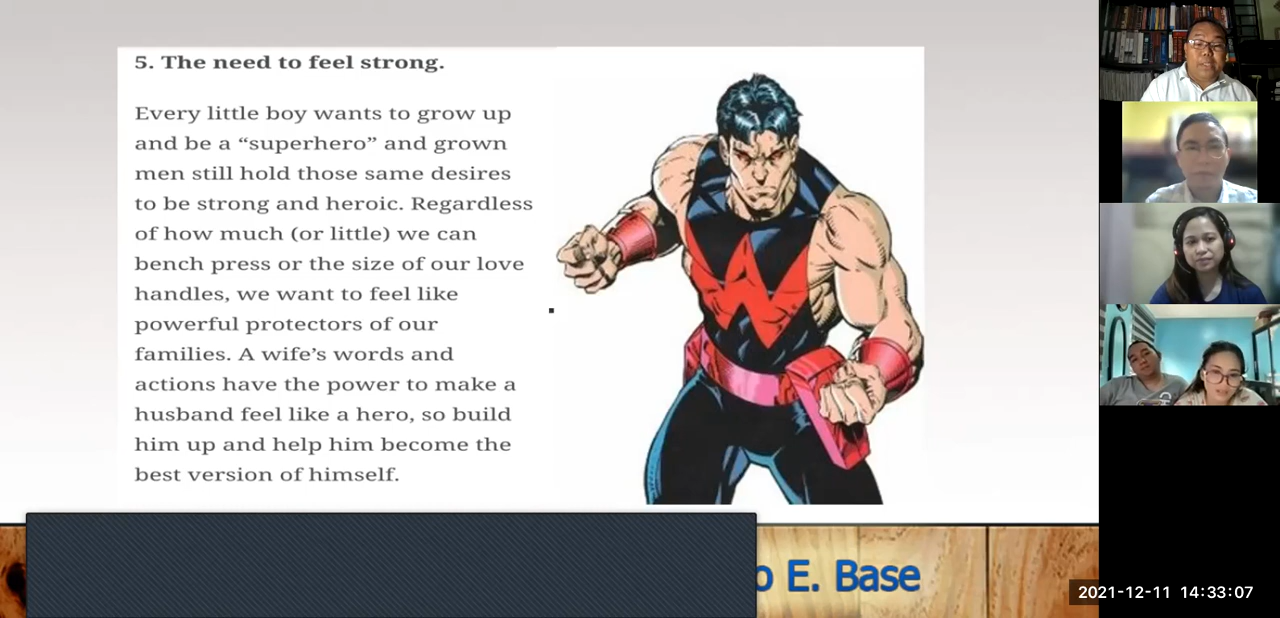 5. The need to feel strong.
Every little boy wants to grow up
and be a “superhero” and grown
men still hold those same desires
to be strong and heroic. Regardless
of how much (or little) we can
bench press or the size of our love
handles, we want to feel like
powerful protectors of our
families. A wife’s words and
actions have the power to make a
husband feel like a hero, so build
him up and help him become the
best version of himself.
o E. Base
2021-12-11 14:33:07